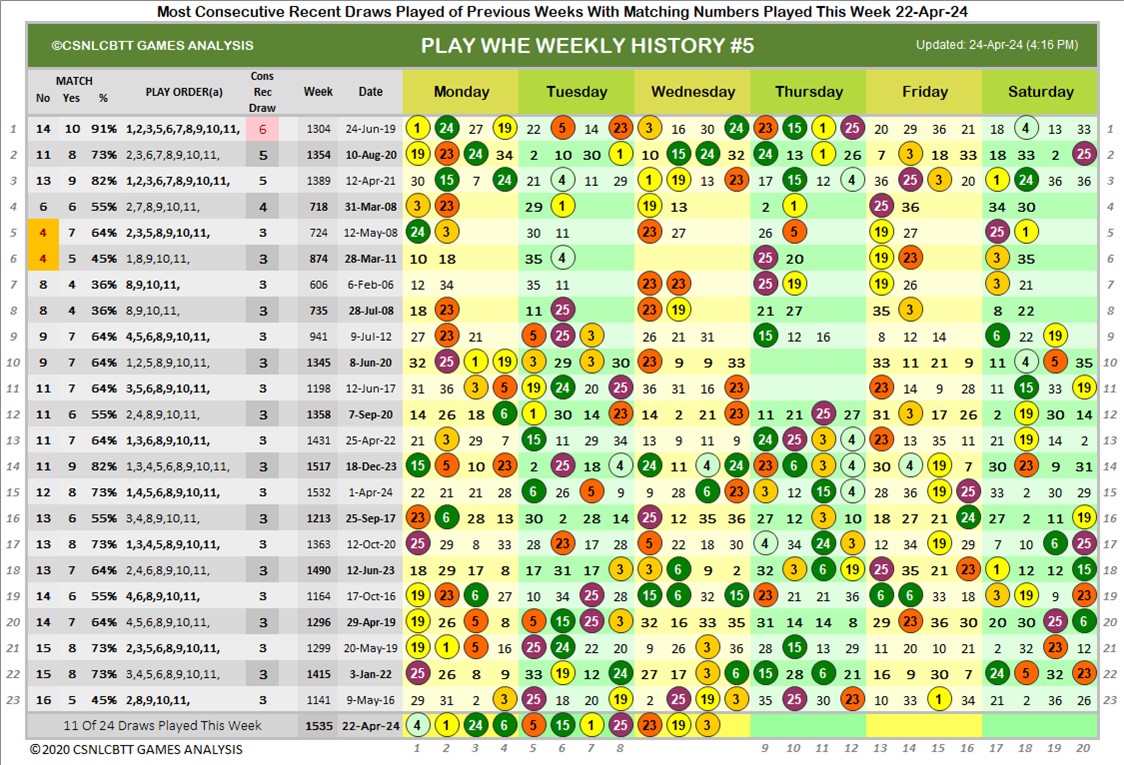 Most Consecutive Recent Draws Played of Previous Weeks With Matching Numbers Played This Week 22-Apr-24
©CSNLCBTT GAMES ANALYSIS PLAY WHE WEEKLY HISTORY #5 Updated: 24-Apr-24 (4:16 PM)
No MATCH Yes % PLAY ORDER(a) Cons Rec Draw Week Date Monday Tuesday Wednesday Thursday Friday Saturday
1 14 10 91% 1,2,3,5,6,7,8,9,10,11, 6 1304 24-Jun-19 1 24 27 19 22 5 14 23 3 16 30 24 23 15 1 25 20 29 36 21 18 4 13 33 1
2 11 8 73% 2,3,6,7,8,9,10,11, 5 1354 10-Aug-20 19 23 24 34 2 10 30 1 10 15 24 32 24 13 1 26 7 3 18 33 18 33 2 25 2
3 13 9 82% 1,2,3,6,7,8,9,10,11, 5 1389 12-Apr-21 30 15 7 24 21 4 11 29 1 19 13 23 17 15 12 4 36 25 3 20 1 24 36 36 3
4 6 6 55% 2,7,8,9,10,11, 4 718 31-Mar-08 3 23 29 1 19 13 2 1 25 36 34 30 4
5 4 7 64% 2,3,5,8,9,10,11, 3 724 12-May-08 24 3 30 11 23 27 26 5 19 27 25 1 5
6 4 5 45% 1,8,9,10,11, 3 874 28-Mar-11 10 18 35 4 25 20 19 23 3 35 6
7 8 4 36% 8,9,10,11, 3 606 6-Feb-06 12 34 35 11 23 23 25 19 19 26 3 21 7
8 8 4 36% 8,9,10,11, 3 735 28-Jul-08 18 23 11 25 23 19 21 27 35 3 8 22 8
9 9 7 64% 4,5,6,8,9,10,11, 3 941 9-Jul-12 27 23 21 5 25 3 26 21 31 15 12 16 8 12 14 6 22 19 9
10 9 7 64% 1,2,5,8,9,10,11, 3 1345 8-Jun-20 32 25 1 19 3 29 3 30 23 9 9 33 33 11 21 9 11 4 5 35 10
11 11 7 64% 3,5,6,8,9,10,11, 3 1198 12-Jun-17 31 36 3 5 19 24 20 25 36 31 16 23 23 14 9 28 11 15 33 19 11
12 11 6 55% 2,4,8,9,10,11, 3 1358 7-Sep-20 14 26 18 6 1 30 14 23 14 2 21 23 11 21 25 27 31 3 17 26 2 19 30 14 12
13 11 7 64% 1,3,6,8,9,10,11, 3 1431 25-Apr-22 21 3 29 7 15 11 29 34 13 9 11 9 24 25 3 4 23 13 35 11 21 19 14 2 13
14 11 9 82% 1,3,4,5,6,8,9,10,11, 3 1517 18-Dec-23 15 5 10 23 2 25 18 4 24 11 4 24 23 6 3 4 30 4 19 7 30 23 9 31 14
15 12 8 73% 1,4,5,6,8,9,10,11, 3 1532 1-Apr-24 22 21 21 28 6 26 5 9 9 28 6 23 3 12 15 4 28 36 19 25 33 2 30 29 15
16 13 6 55% 3,4,8,9,10,11, 3 1213 25-Sep-17 23 6 28 13 30 2 28 14 25 12 35 36 27 12 3 10 18 27 21 24 27 2 11 19 16
17 13 8 73% 1,3,4,5,8,9,10,11, 3 1363 12-Oct-20 25 29 8 33 28 23 17 28 5 22 18 30 4 34 24 3 12 14 19 29 7 10 6 25 17
18 13 7 64% 2,4,6,8,9,10,11, 3 1490 12-Jun-23 18 29 17 8 17 31 17 3 3 6 9 2 32 3 6 19 25 35 21 23 1 12 12 15 18
19 14 6 55% 4,6,8,9,10,11, 3 1164 17-Oct-16 19 23 6 27 10 34 25 28 15 6 32 15 23 21 21 36 6 6 33 18 3 19 9 23 19
20 14 7 64% 4,5,6,8,9,10,11, 3 1296 29-Apr-19 19 26 5 8 5 15 25 3 32 16 33 35 31 14 14 8 29 23 36 30 20 30 25 6 20
21 15 8 73% 2,3,5,6,8,9,10,11, 3 1299 20-May-19 19 1 5 16 25 24 22 20 9 26 3 36 28 15 13 29 11 20 10 21 2 32 23 12 21
22 15 8 73% 3,4,5,6,8,9,10,11, 3 1415 3-Jan-22 25 26 8 9 33 19 12 24 27 17 3 6 15 28 6 21 16 9 30 7 24 5 32 23 22
23 16 5 45% 2,8,9,10,11, 3 1141 9-May-16 29 31 2 3 25 18 20 19 2 25 19 3 35 25 30 23 10 33 1 34 21 2 36 26 23
11 Of 24 Draws Played This Week 1535 22-Apr-24 4 1 24 6 5 15 1 25 23 19 3
©2020 CSNLCBTT GAMES ANALYSIS 1 2 3 4 5 6 7 8 9 10 11 12 13 14 15 16 17 18 19 20